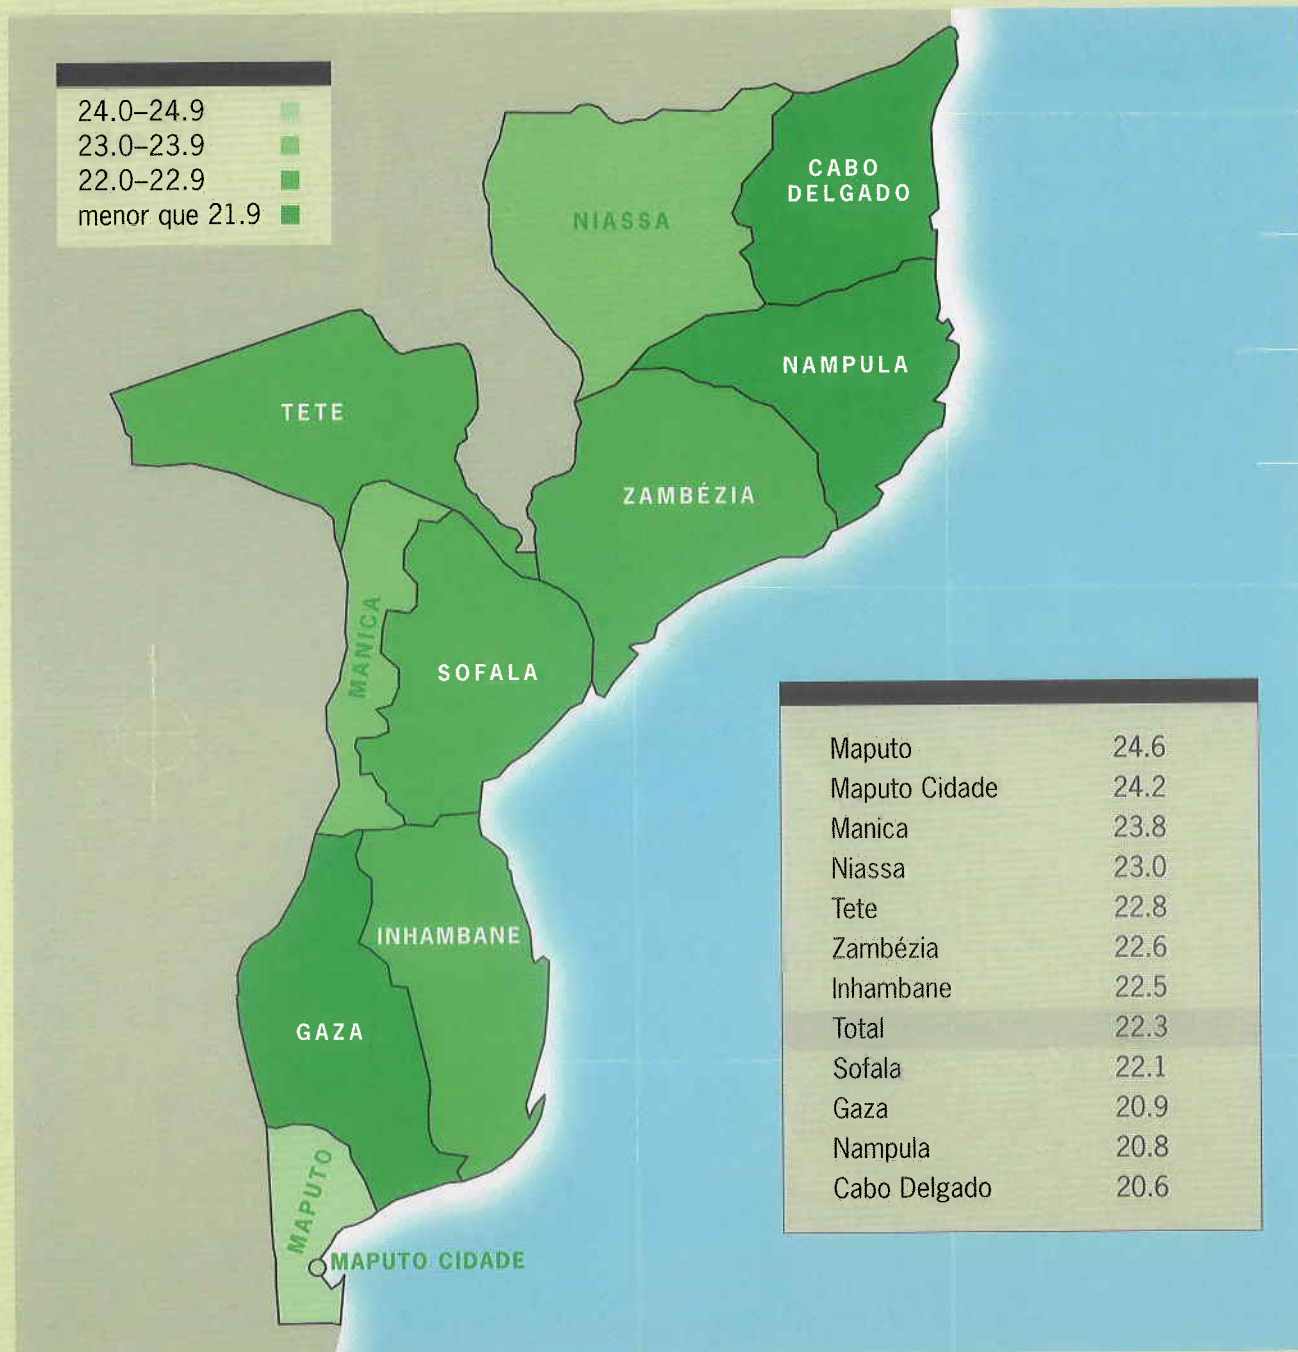 24.0–24.9
23.0–23.9
22.0–22.9
menor que 21.9
CABO
DELGADO
NIASSA
NAMPULA
TETE
ZAMBÉZIA
MANICA
SOFALA
INHAMBANE
GAZA
MAPUTO
MAPUTO CIDADE
Maputo 24.6
Maputo Cidade 24.2
Manica 23.8
Niassa 23.0
Tete 22.8
Zambézia 22.6
Inhambane 22.5
Total 22.3
Sofala 22.1
Gaza 20.9
Nampula 20.8
Cabo Delgado 20.6